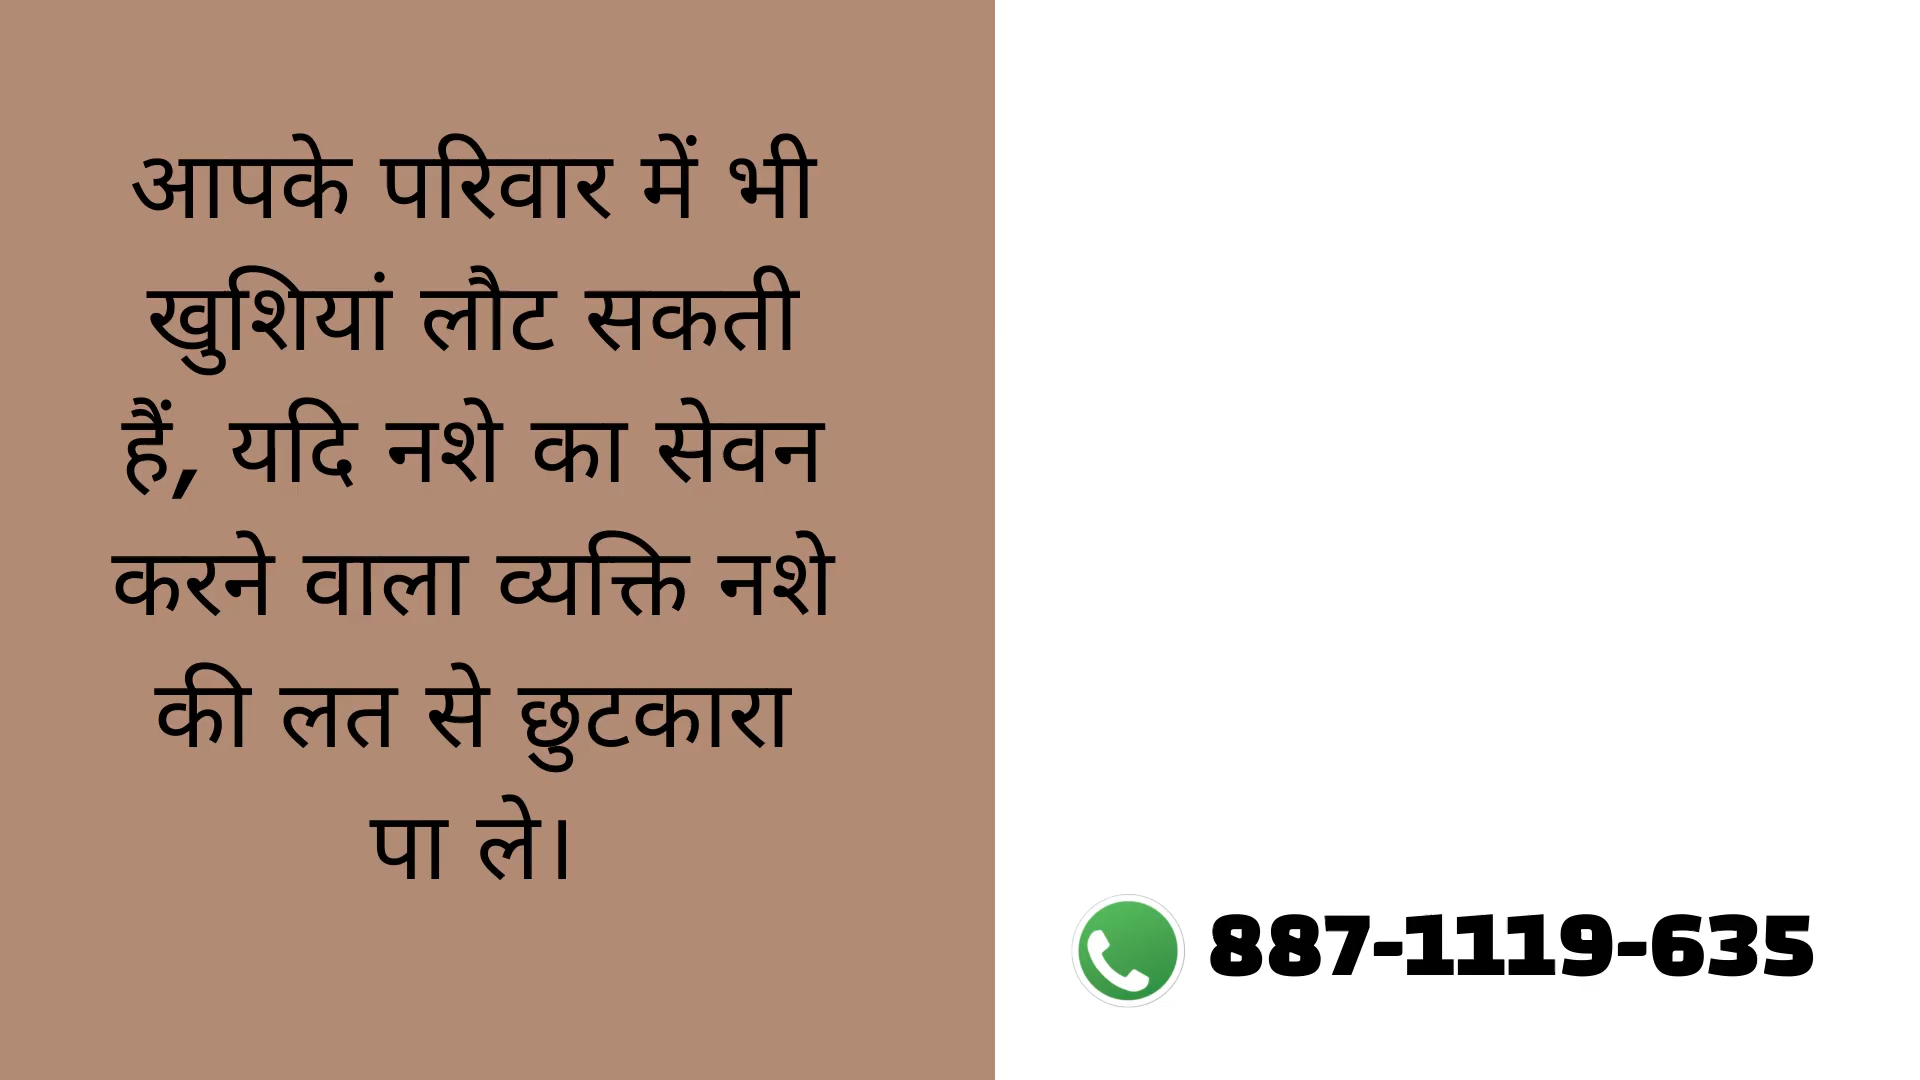 आपके परिवार में भी
खुशियां लौट सकती
हैं, यदि नशे का सेवन
करने वाला व्यक्ति नशे
की लत से छुटकारा
पा ले।
887-1119-635